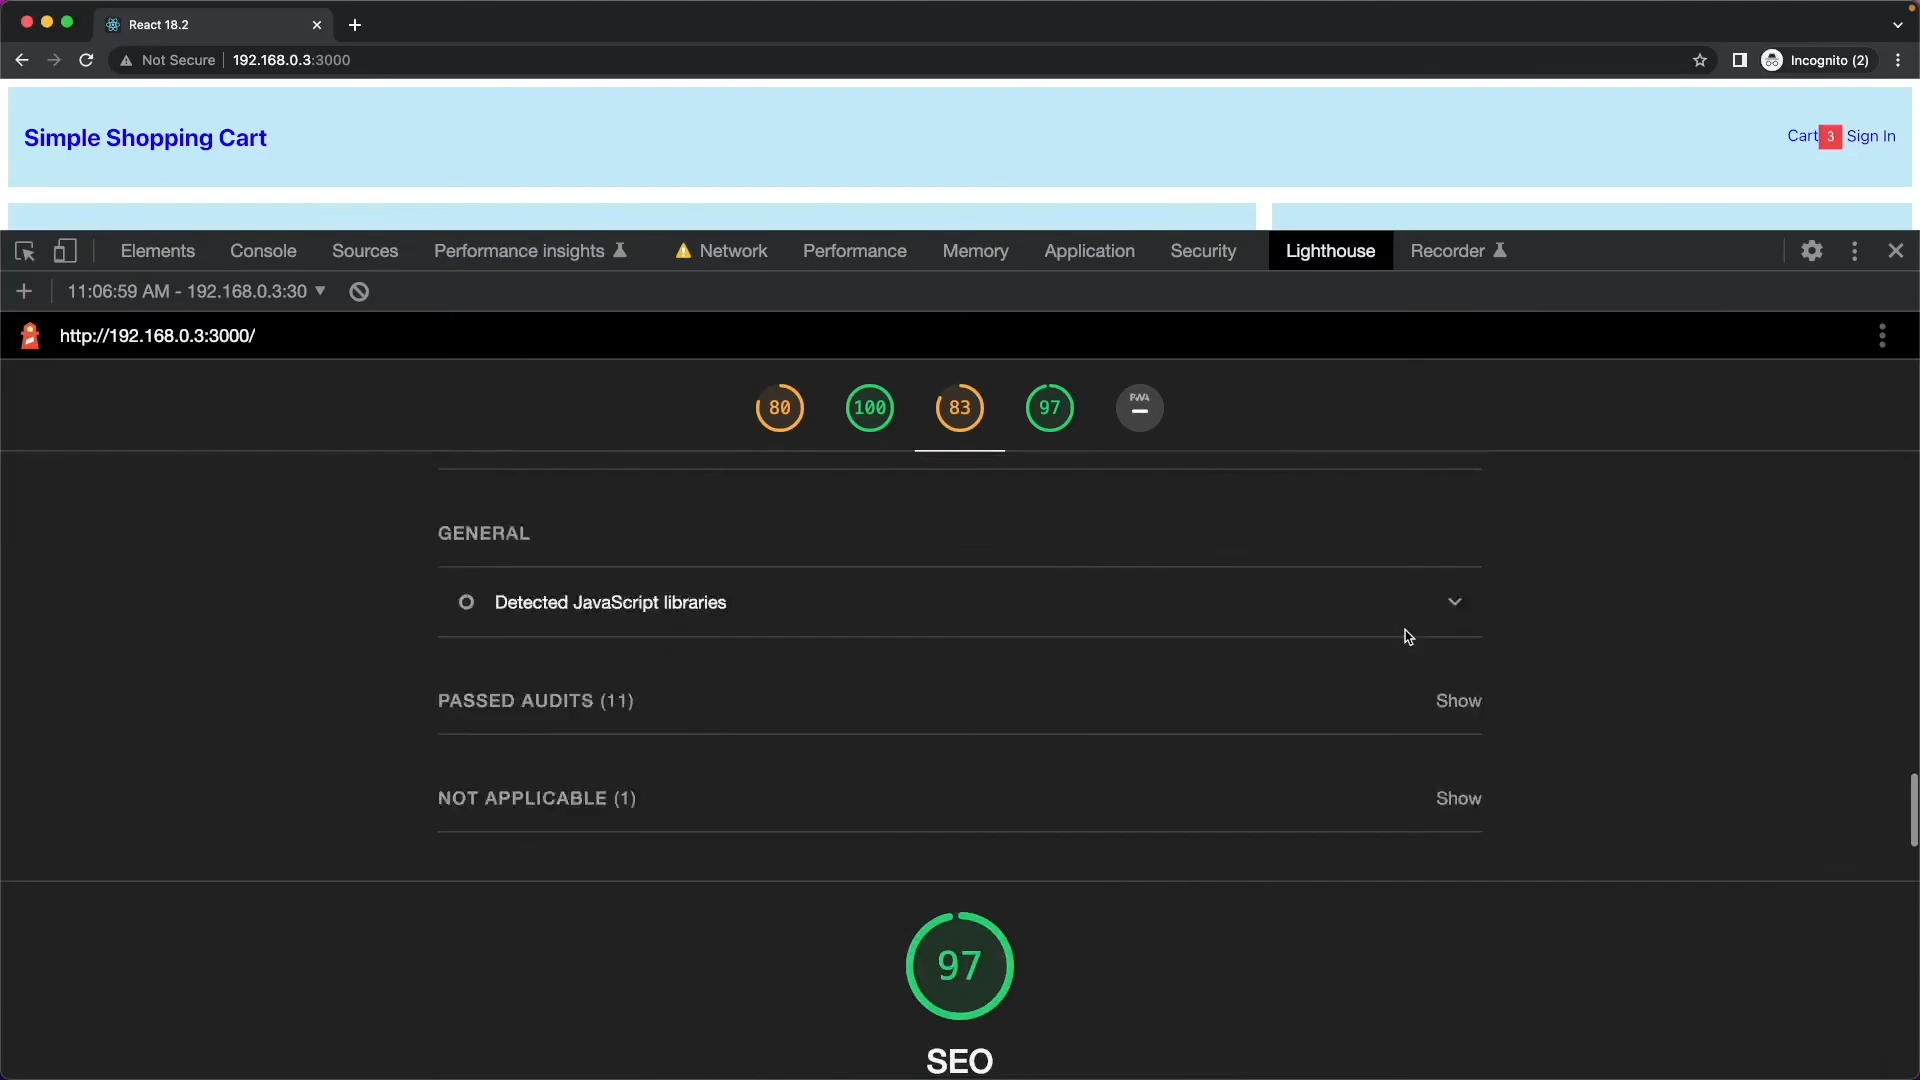 React 18.2
Not Secure 192.168.0.3:3000
Incognito (2)
Simple Shopping Cart
Cart 3 Sign In
Elements Console Sources Performance insights Network Performance Memory Application Security Lighthouse Recorder
11:06:59 AM - 192.168.0.3:30
http://192.168.0.3:3000/
80 100 83 97 PWA
GENERAL
Detected JavaScript libraries
PASSED AUDITS (11) Show
NOT APPLICABLE (1) Show
97
SEO